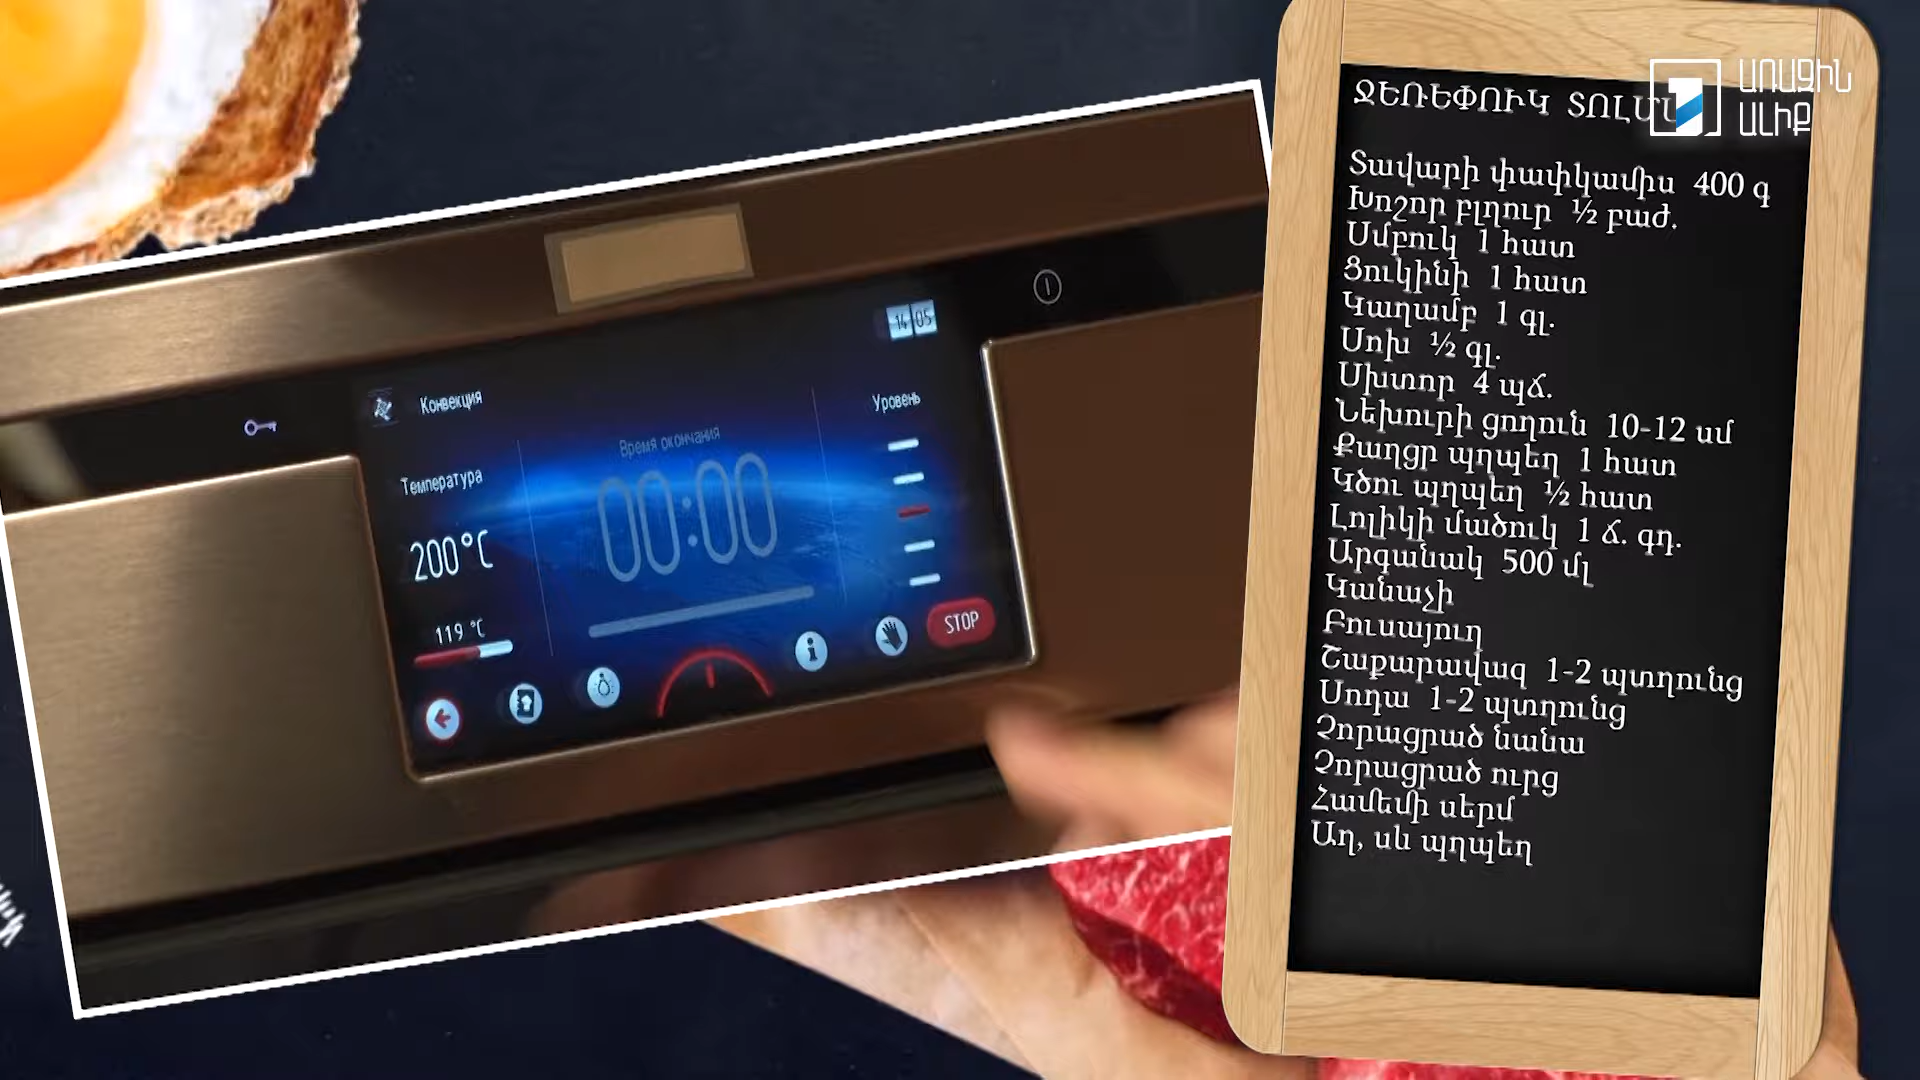 14 05
Конвекция
Уровень
Время окончания
Температура
00:00
200°C
119 °C
STOP
ԱՌԱՋԻՆ
ԱԼԻՔ
ՋԵՌԵՓՈՒԿ ՏՈԼՄԱ
Տավարի փափկամիս 400 գ
Խոշոր բլղուր ½ բաժ.
Սմբուկ 1 հատ
Ցուկինի 1 հատ
Կաղամբ 1 գլ.
Սոխ ½ գլ.
Սխտոր 4 պճ.
Նեխուրի ցողուն 10-12 սմ
Քաղցր պղպեղ 1 հատ
Կծու պղպեղ ½ հատ
Լոլիկի մածուկ 1 ճ. գդ.
Արգանակ 500 մլ
Կանաչի
Բուսայուղ
Շաքարավազ 1-2 պտղունց
Սոդա 1-2 պտղունց
Չորացրած նանա
Չորացրած ուրց
Համեմի սերմ
Աղ, սև պղպեղ